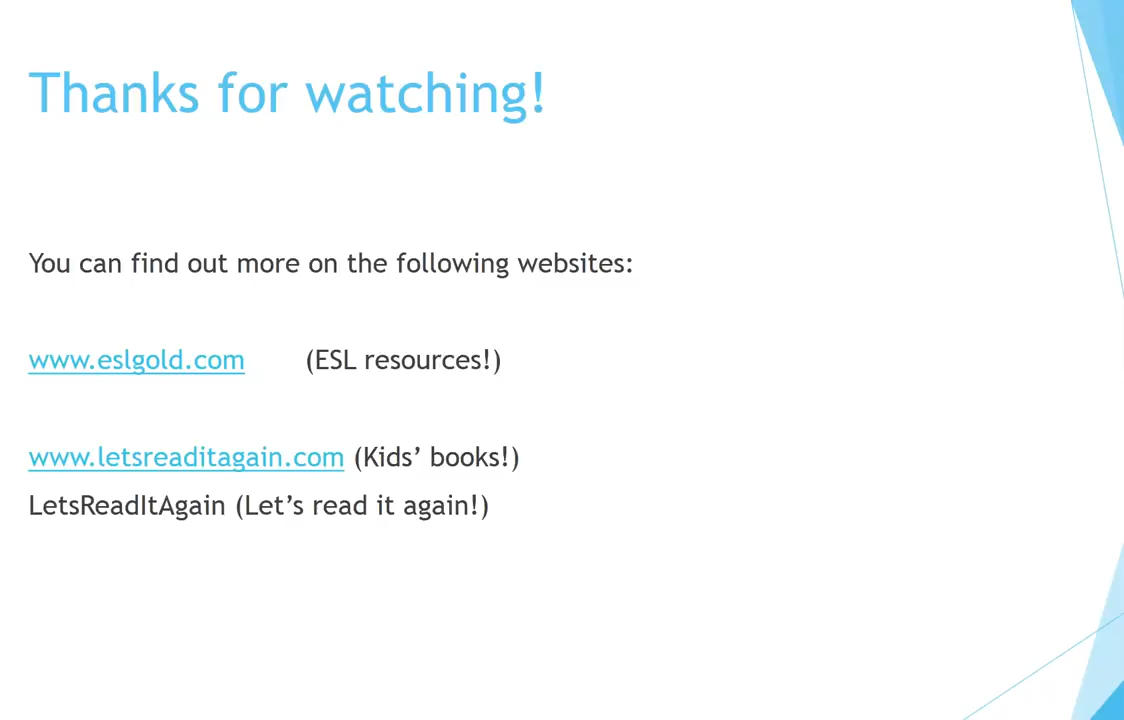 Thanks for watching!
You can find out more on the following websites:
www.eslgold.com (ESL resources!)
www.letsreaditagain.com (Kids’ books!)
LetsReadItAgain (Let’s read it again!)